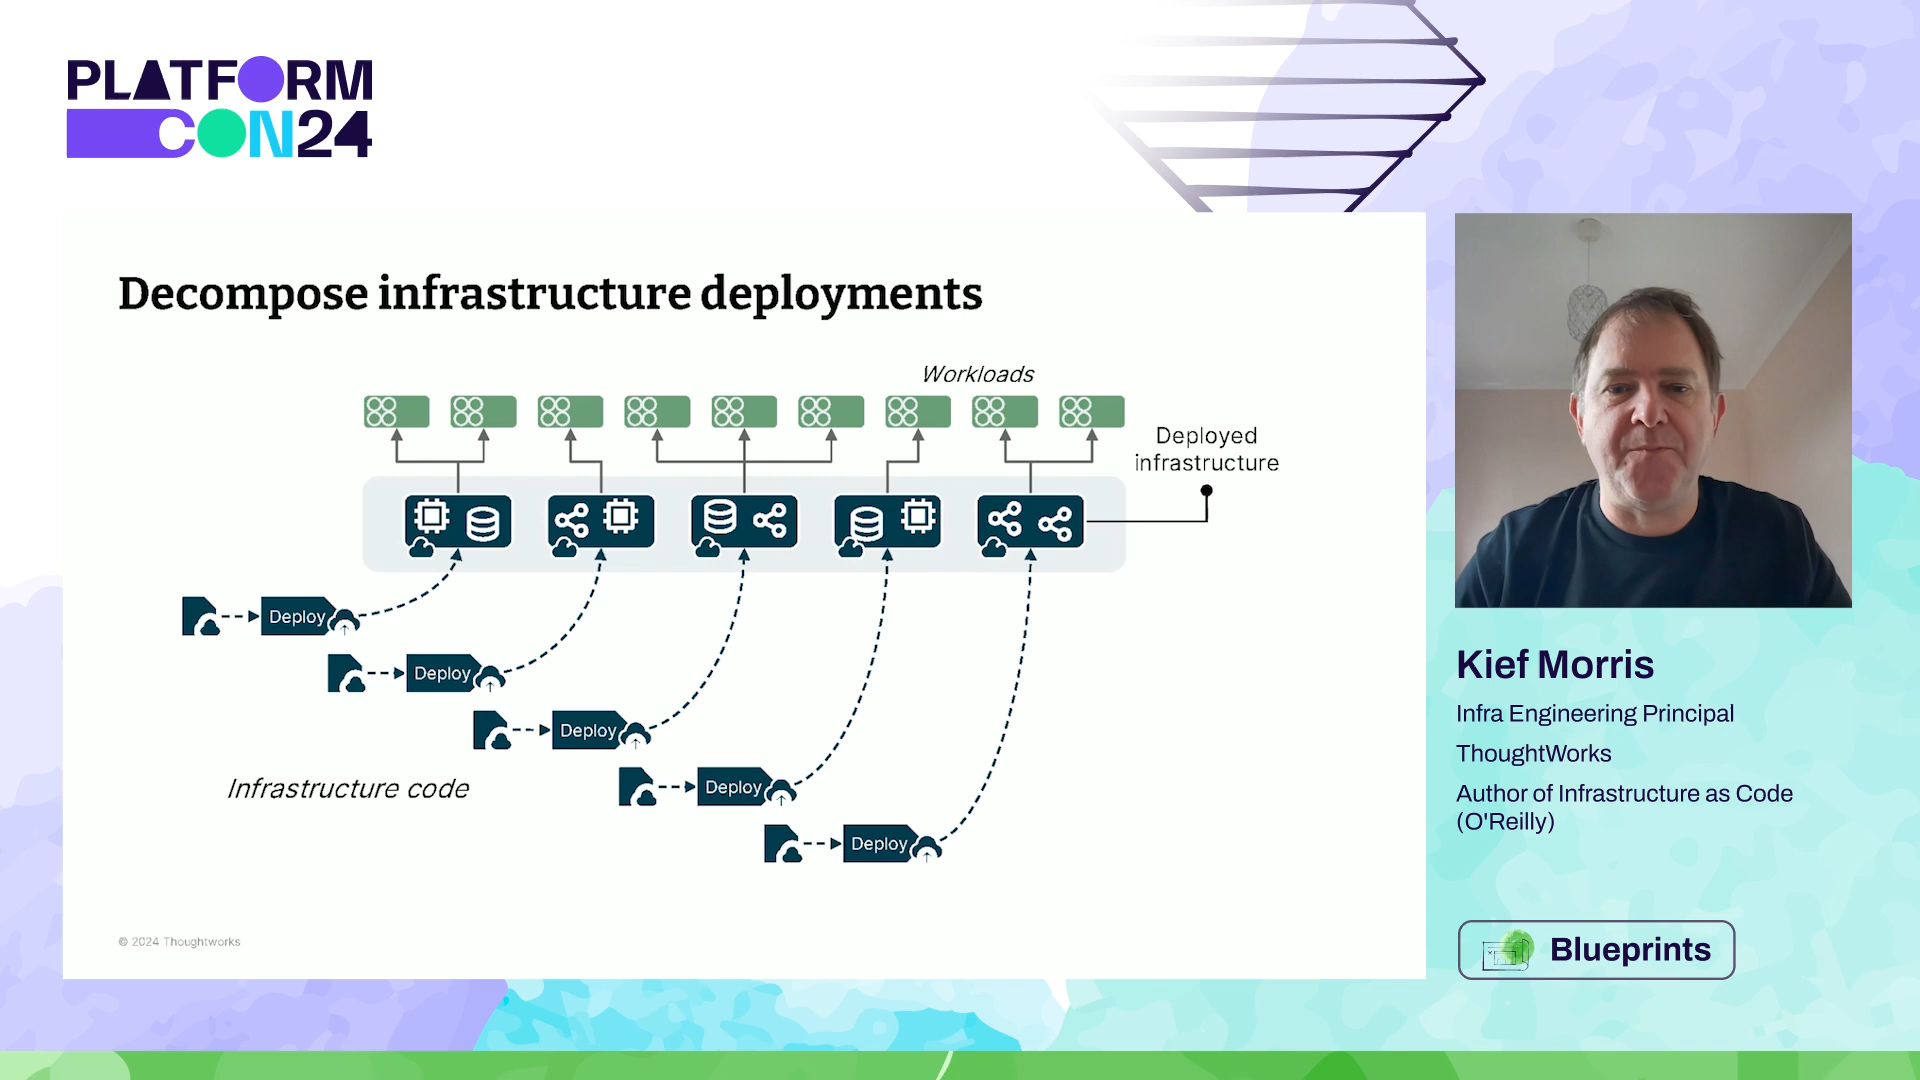 PLATFORM
CON24
Decompose infrastructure deployments
Workloads
Deployed
infrastructure
Deploy
Deploy
Deploy
Deploy
Deploy
Infrastructure code
© 2024 Thoughtworks
Kief Morris
Infra Engineering Principal
ThoughtWorks
Author of Infrastructure as Code
(O'Reilly)
Blueprints